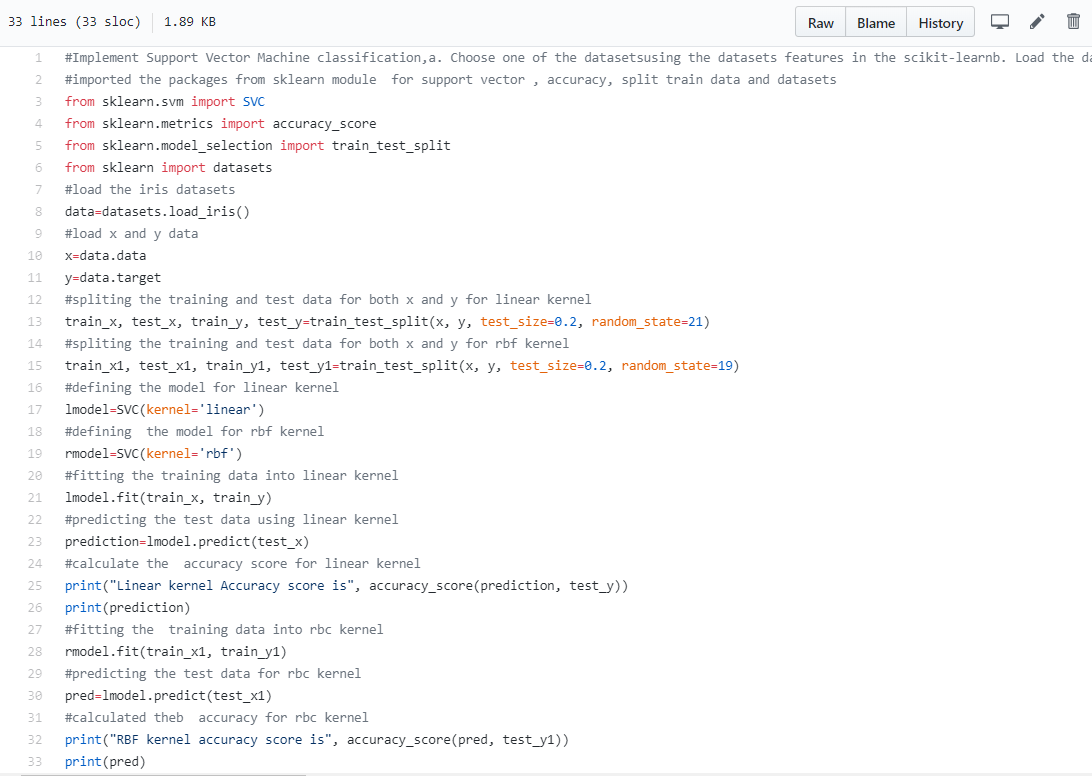 33 lines (33 sloc) 1.89 KB Raw Blame History
1 #Implement Support Vector Machine classification,a. Choose one of the datasetsusing the datasets features in the scikit-learnb. Load the
2 #imported the packages from sklearn module  for support vector , accuracy, split train data and datasets
3 from sklearn.svm import SVC
4 from sklearn.metrics import accuracy_score
5 from sklearn.model_selection import train_test_split
6 from sklearn import datasets
7 #load the iris datasets
8 data=datasets.load_iris()
9 #load x and y data
10 x=data.data
11 y=data.target
12 #spliting the training and test data for both x and y for linear kernel
13 train_x, test_x, train_y, test_y=train_test_split(x, y, test_size=0.2, random_state=21)
14 #spliting the training and test data for both x and y for rbf kernel
15 train_x1, test_x1, train_y1, test_y1=train_test_split(x, y, test_size=0.2, random_state=19)
16 #defining the model for linear kernel
17 lmodel=SVC(kernel='linear')
18 #defining  the model for rbf kernel
19 rmodel=SVC(kernel='rbf')
20 #fitting the training data into linear kernel
21 lmodel.fit(train_x, train_y)
22 #predicting the test data using linear kernel
23 prediction=lmodel.predict(test_x)
24 #calculate the  accuracy score for linear kernel
25 print("Linear kernel Accuracy score is", accuracy_score(prediction, test_y))
26 print(prediction)
27 #fitting the  training data into rbc kernel
28 rmodel.fit(train_x1, train_y1)
29 #predicting the test data for rbc kernel
30 pred=lmodel.predict(test_x1)
31 #calculated theb  accuracy for rbc kernel
32 print("RBF kernel accuracy score is", accuracy_score(pred, test_y1))
33 print(pred)